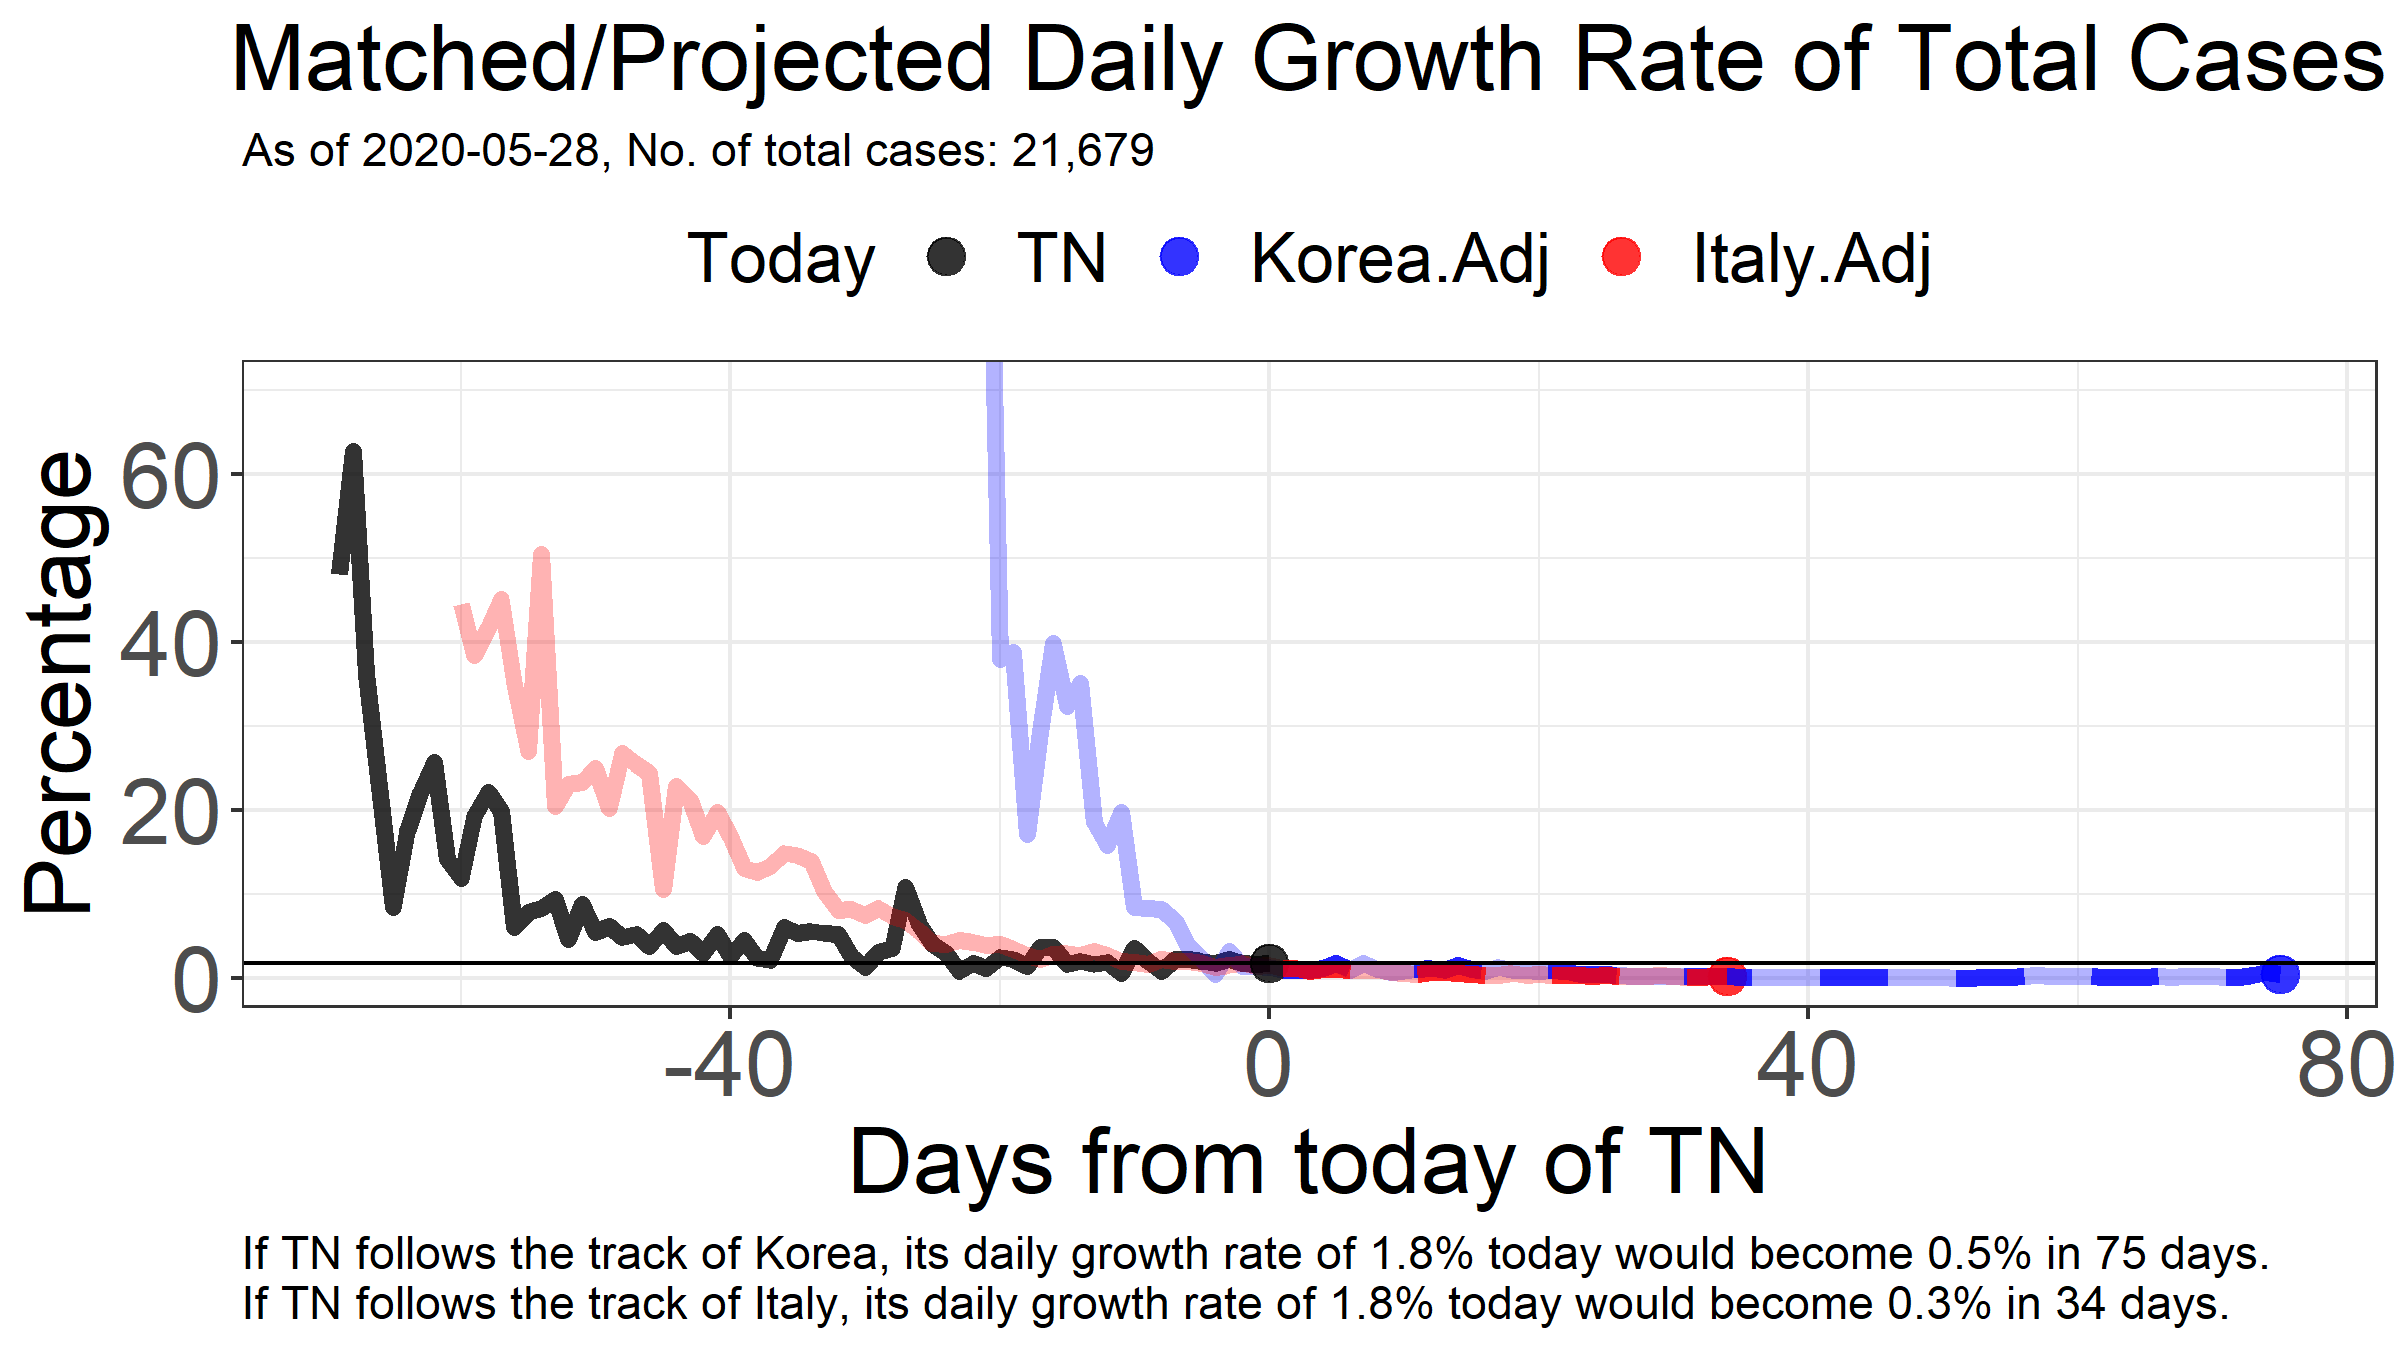 Matched/Projected Daily Growth Rate of Total Cases
As of 2020-05-28, No. of total cases: 21,679
Today TN Korea.Adj Italy.Adj
Percentage
60
40
20
0
-40 0 40 80
Days from today of TN
If TN follows the track of Korea, its daily growth rate of 1.8% today would become 0.5% in 75 days.
If TN follows the track of Italy, its daily growth rate of 1.8% today would become 0.3% in 34 days.